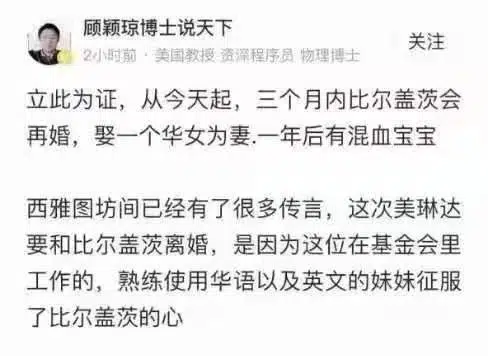 顾颖琼博士说天下
关注
2小时前 · 美国教授 资深程序员 物理博士
立此为证，从今天起，三个月内比尔盖茨会
再婚，娶一个华女为妻.一年后有混血宝宝
西雅图坊间已经有了很多传言，这次美琳达
要和比尔盖茨离婚，是因为这位在基金会里
工作的，熟练使用华语以及英文的妹妹征服
了比尔盖茨的心